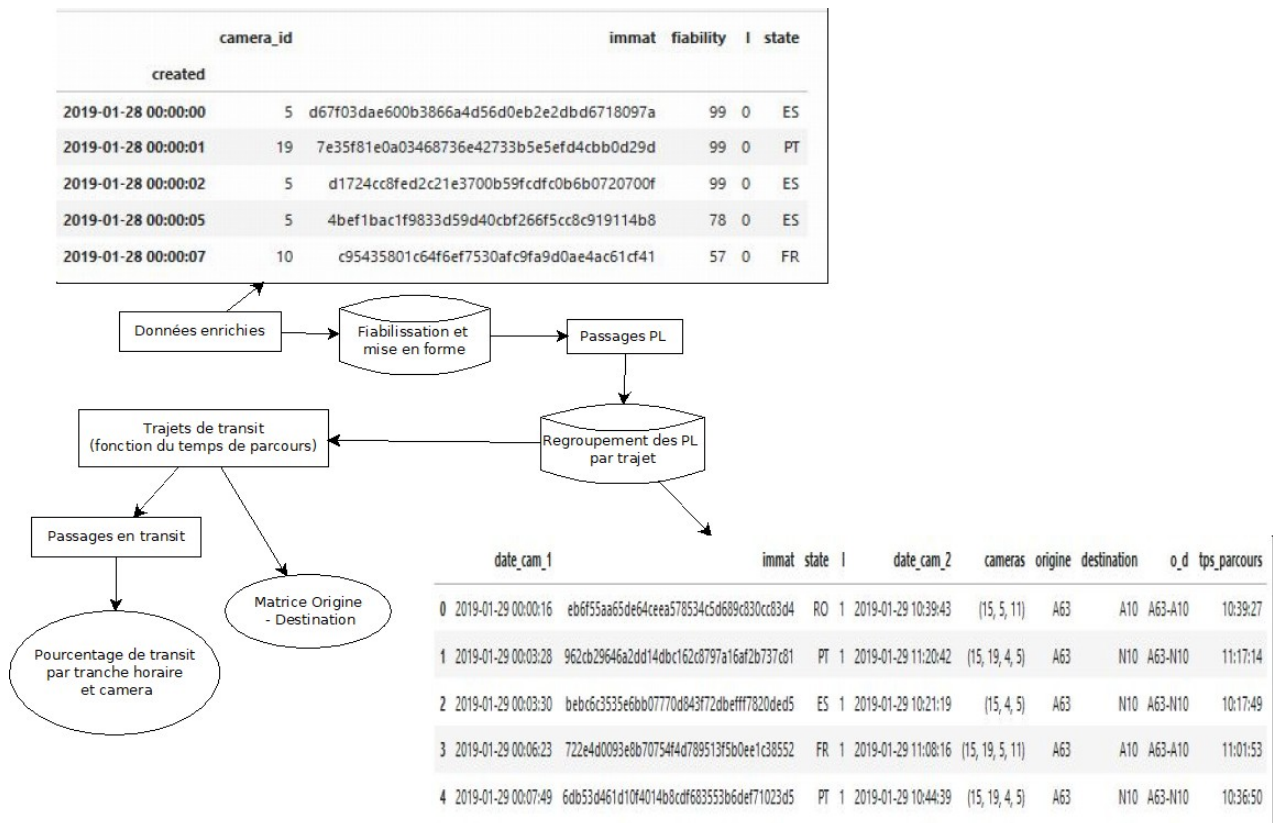 camera_id immat fiability l state
created
2019-01-28 00:00:00 5 d67f03dae600b3866a4d56d0eb2e2dbd6718097a 99 0 ES
2019-01-28 00:00:01 19 7e35f81e0a03468736e42733b5e5efd4cbb0d29d 99 0 PT
2019-01-28 00:00:02 5 d1724cc8fed2c21e3700b59fcdfc0b6b0720700f 99 0 ES
2019-01-28 00:00:05 5 4bef1bac1f9833d59d40cbf266f5cc8c919114b8 78 0 ES
2019-01-28 00:00:07 10 c95435801c64f6ef7530afc9fa9d0ae4ac61cf41 57 0 FR
Données enrichies
Fiabilisation et
mise en forme
Passages PL
Trajets de transit
(fonction du temps de parcours)
Regroupement des PL
par trajet
Passages en transit
Matrice Origine
- Destination
Pourcentage de transit
par tranche horaire
et camera
date_cam_1 immat state l date_cam_2 cameras origine destination o_d tps_parcours
0 2019-01-29 00:00:16 eb6f55aa65de64ceea578534c5d689c830cc83d4 RO 1 2019-01-29 10:39:43 (15, 5, 11) A63 A10 A63-A10 10:39:27
1 2019-01-29 00:03:28 962cb29646a2dd14dbc162c8797a16af2b737c81 PT 1 2019-01-29 11:20:42 (15, 19, 4, 5) A63 N10 A63-N10 11:17:14
2 2019-01-29 00:03:30 bebc6c3535e6bb07770d843f72dbefff7820ded5 ES 1 2019-01-29 10:21:19 (15, 4, 5) A63 N10 A63-N10 10:17:49
3 2019-01-29 00:06:23 722e4d0093e8b70754f4d789513f5b0ee1c38552 FR 1 2019-01-29 11:08:16 (15, 19, 5, 11) A63 A10 A63-A10 11:01:53
4 2019-01-29 00:07:49 6db53d461d10f4014b8cdf683553b6def71023d5 PT 1 2019-01-29 10:44:39 (15, 19, 4, 5) A63 N10 A63-N10 10:36:50